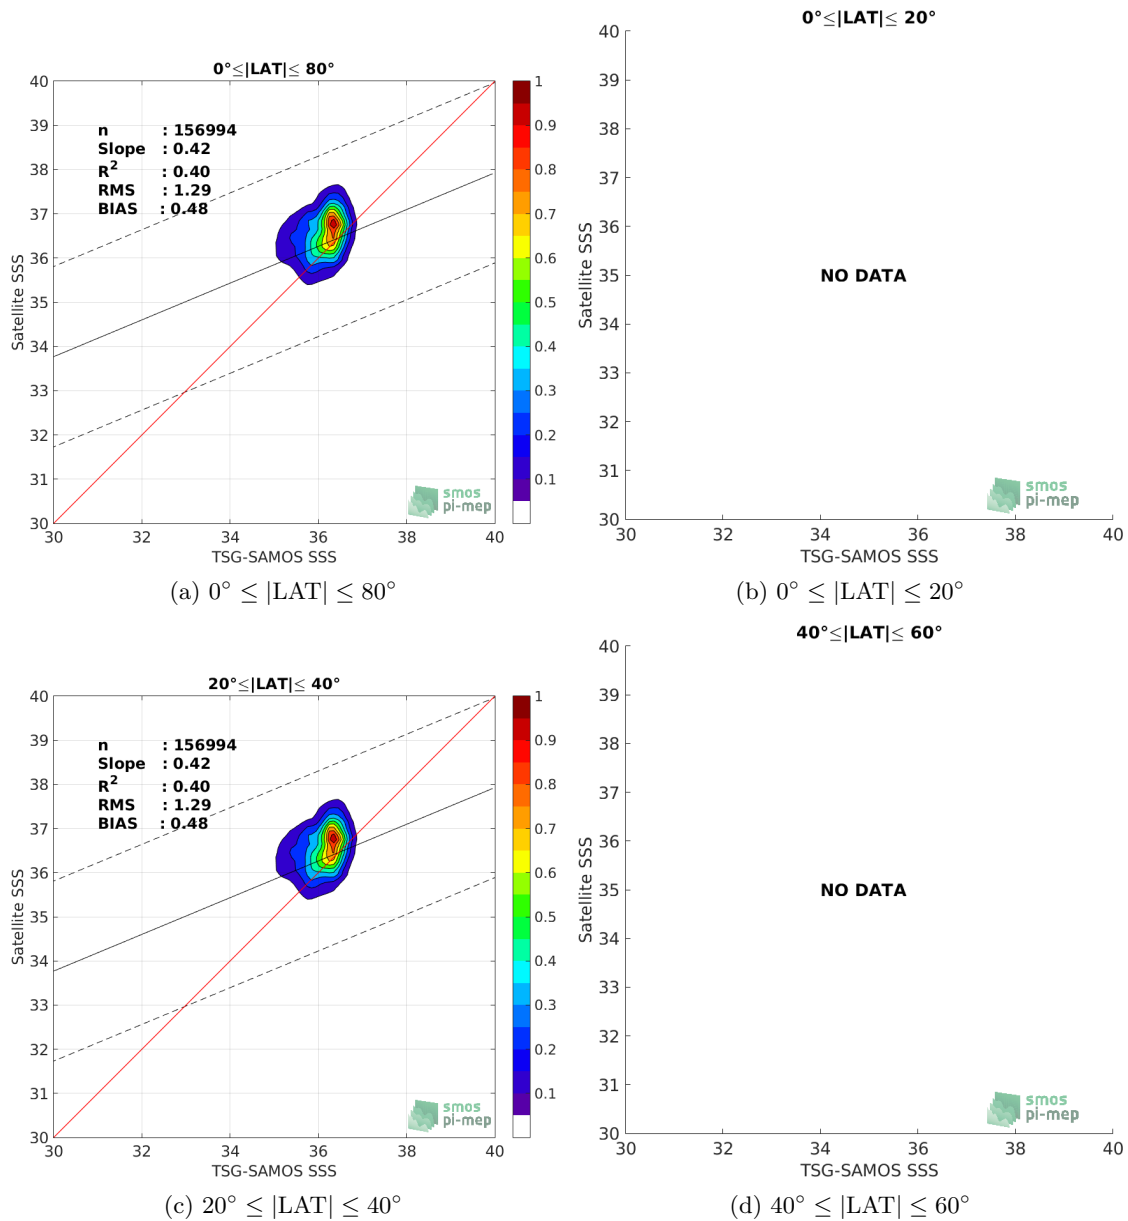 0°≤|LAT|≤ 80°
n : 156994
Slope : 0.42
R² : 0.40
RMS : 1.29
BIAS : 0.48
40
39
38
37
36
35
34
33
32
31
30
30 32 34 36 38 40
Satellite SSS
TSG-SAMOS SSS
1
0.9
0.8
0.7
0.6
0.5
0.4
0.3
0.2
0.1
smos
pi-mep
(a) 0° ≤ |LAT| ≤ 80°
0°≤|LAT|≤ 20°
40
39
38
37
36
35
34
33
32
31
30
30 32 34 36 38 40
Satellite SSS
NO DATA
TSG-SAMOS SSS
smos
pi-mep
(b) 0° ≤ |LAT| ≤ 20°
20°≤|LAT|≤ 40°
n : 156994
Slope : 0.42
R² : 0.40
RMS : 1.29
BIAS : 0.48
40
39
38
37
36
35
34
33
32
31
30
30 32 34 36 38 40
Satellite SSS
TSG-SAMOS SSS
1
0.9
0.8
0.7
0.6
0.5
0.4
0.3
0.2
0.1
smos
pi-mep
(c) 20° ≤ |LAT| ≤ 40°
40°≤|LAT|≤ 60°
40
39
38
37
36
35
34
33
32
31
30
30 32 34 36 38 40
Satellite SSS
NO DATA
TSG-SAMOS SSS
smos
pi-mep
(d) 40° ≤ |LAT| ≤ 60°